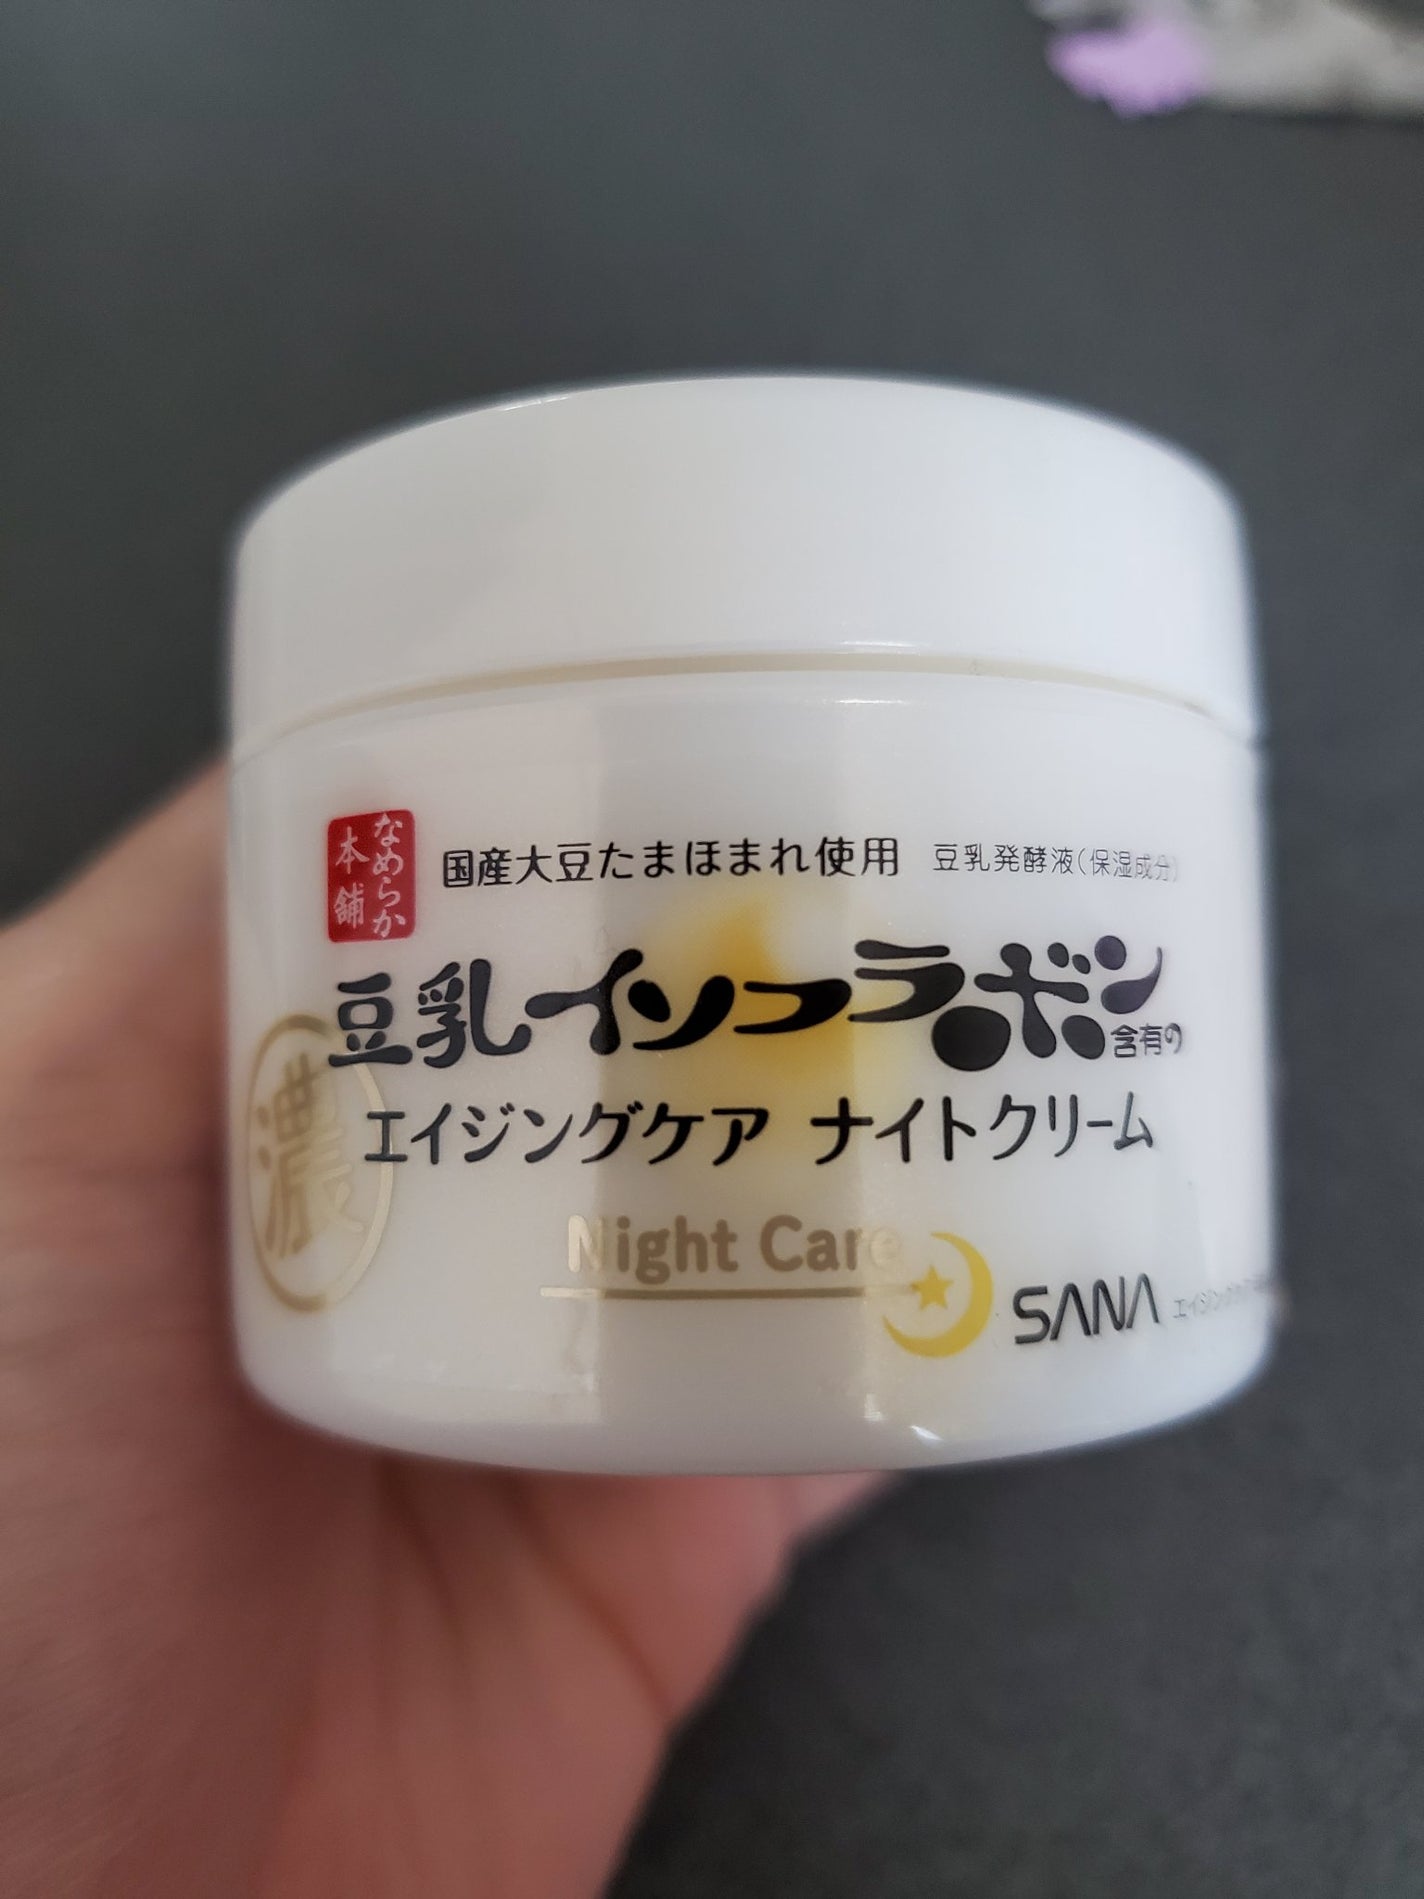 なめらか
本舗
国産大豆たまほまれ使用 豆乳発酵液(保湿成分)
豆乳イソフラボン含有の
濃
エイジングケア ナイトクリーム
Night Care
SANA